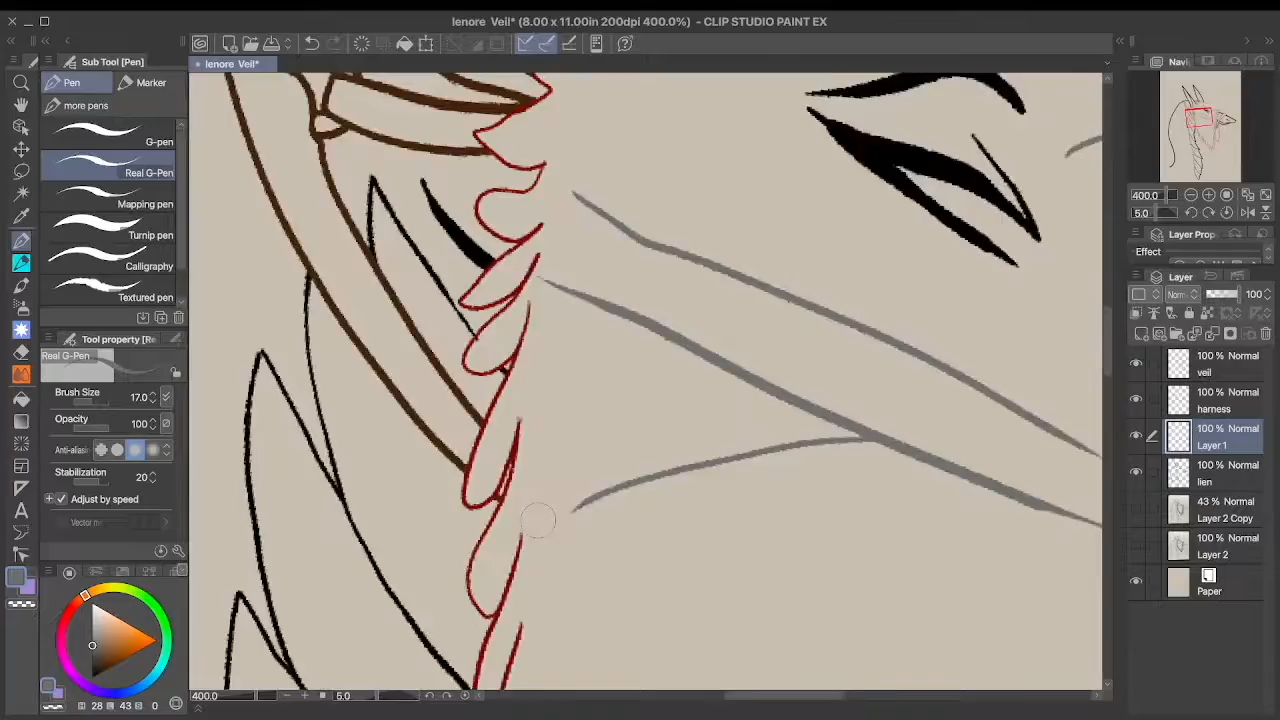 lenore Veil* (8.00 x 11.00in 200dpi 400.0%) - CLIP STUDIO PAINT EX
Sub Tool [Pen]
lenore Veil*
Pen
Marker
more pens
G-pen
Real G-Pen
Mapping pen
Turnip pen
Calligraphy
Textured pen
Tool property [Re
Real G-Pen
Brush Size 17.0
Opacity 100
Anti-alias
Stabilization 20
Adjust by speed
Vector m
H 28 L 43 S 0
400.0 5.0
Navi
400.0
5.0
Layer Prop
Effect
Layer
Norm 100
100 % Normal
veil
100 % Normal
harness
100 % Normal
Layer 1
100 % Normal
lien
43 % Normal
Layer 2 Copy
100 % Normal
Layer 2
Paper